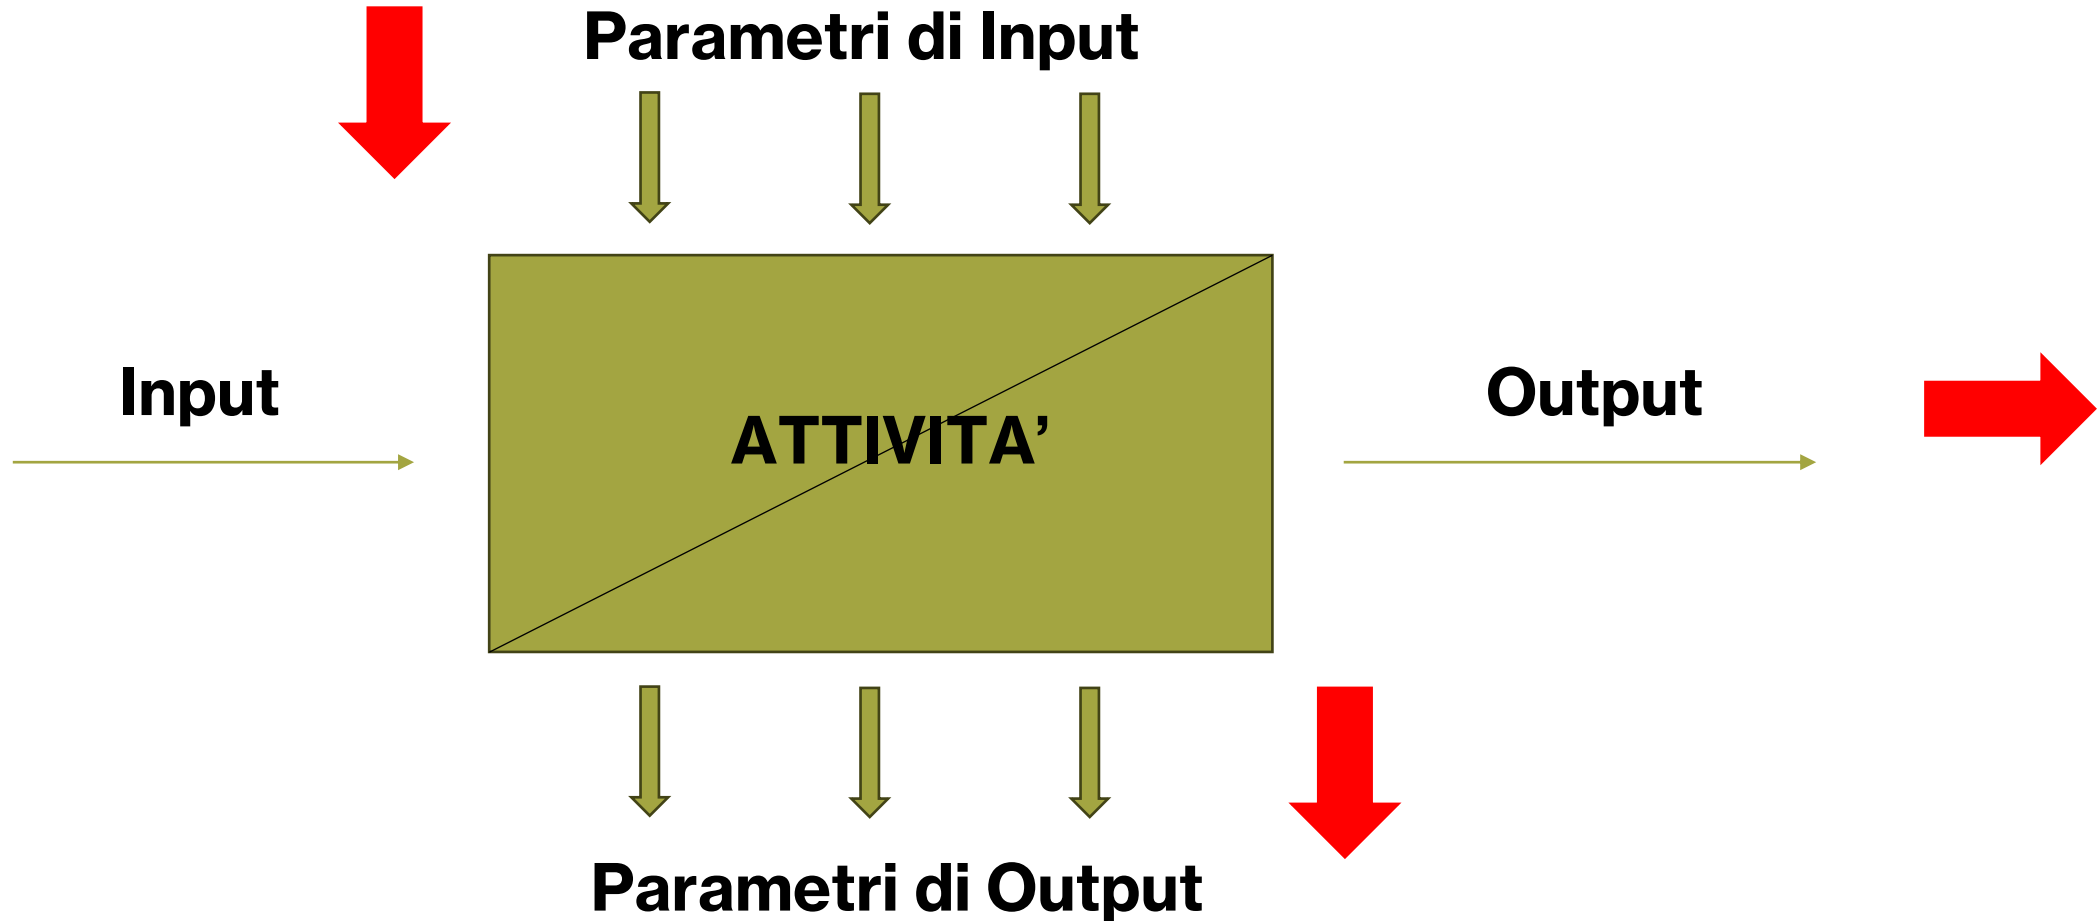 Parametri di Input
Input
ATTIVITA’
Output
Parametri di Output